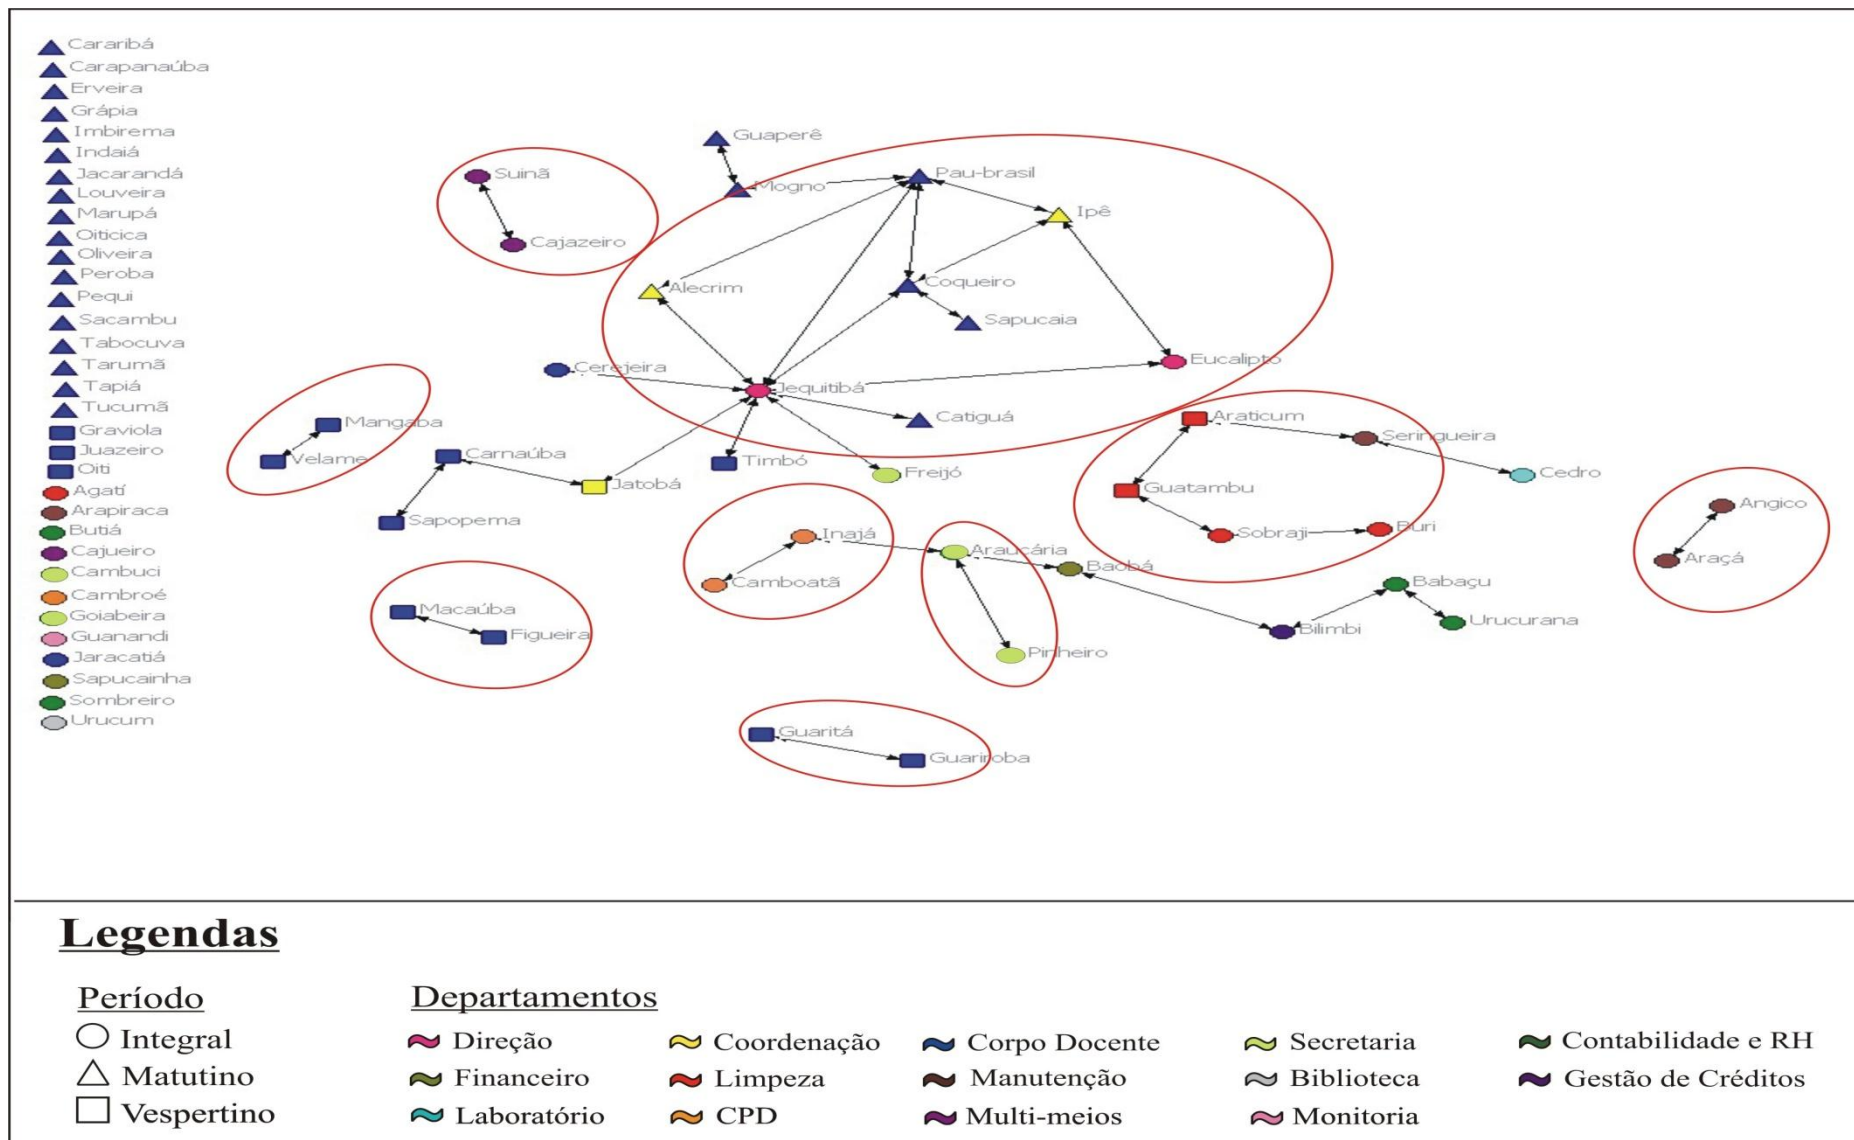 Cararibá
Carapanaúba
Erveira
Grápia
Imbirema
Indaiá
Jacarandá
Louveira
Marupá
Oiticica
Oliveira
Peroba
Pequi
Sacambu
Tabocuva
Tarumã
Tapiá
Tucumã
Graviola
Juazeiro
Oiti
Agatí
Arapiraca
Butiá
Cajueiro
Cambuci
Cambroé
Goiabeira
Guanandi
Jaracatiá
Sapucainha
Sombreiro
Urucum
Guaperê
Suinã
Mogno
Pau-brasil
Ipê
Cajazeiro
Alecrim
Coqueiro
Sapucaia
Cerejeira
Eucalipto
Jequitibá
Catiguá
Araticum
Mangaba
Seringueira
Velame
Carnaúba
Timbó
Freijó
Cedro
Jatobá
Guatambu
Angico
Sapopema
Inajá
Sobraji
Buri
Araucária
Araçá
Camboatã
Baobá
Babaçu
Macaúba
Urucurana
Figueira
Bilimbi
Pinheiro
Guaritá
Guariroba
Legendas
Período
Integral
Matutino
Vespertino
Departamentos
Direção
Coordenação
Corpo Docente
Secretaria
Contabilidade e RH
Financeiro
Limpeza
Manutenção
Biblioteca
Gestão de Créditos
Laboratório
CPD
Multi-meios
Monitoria